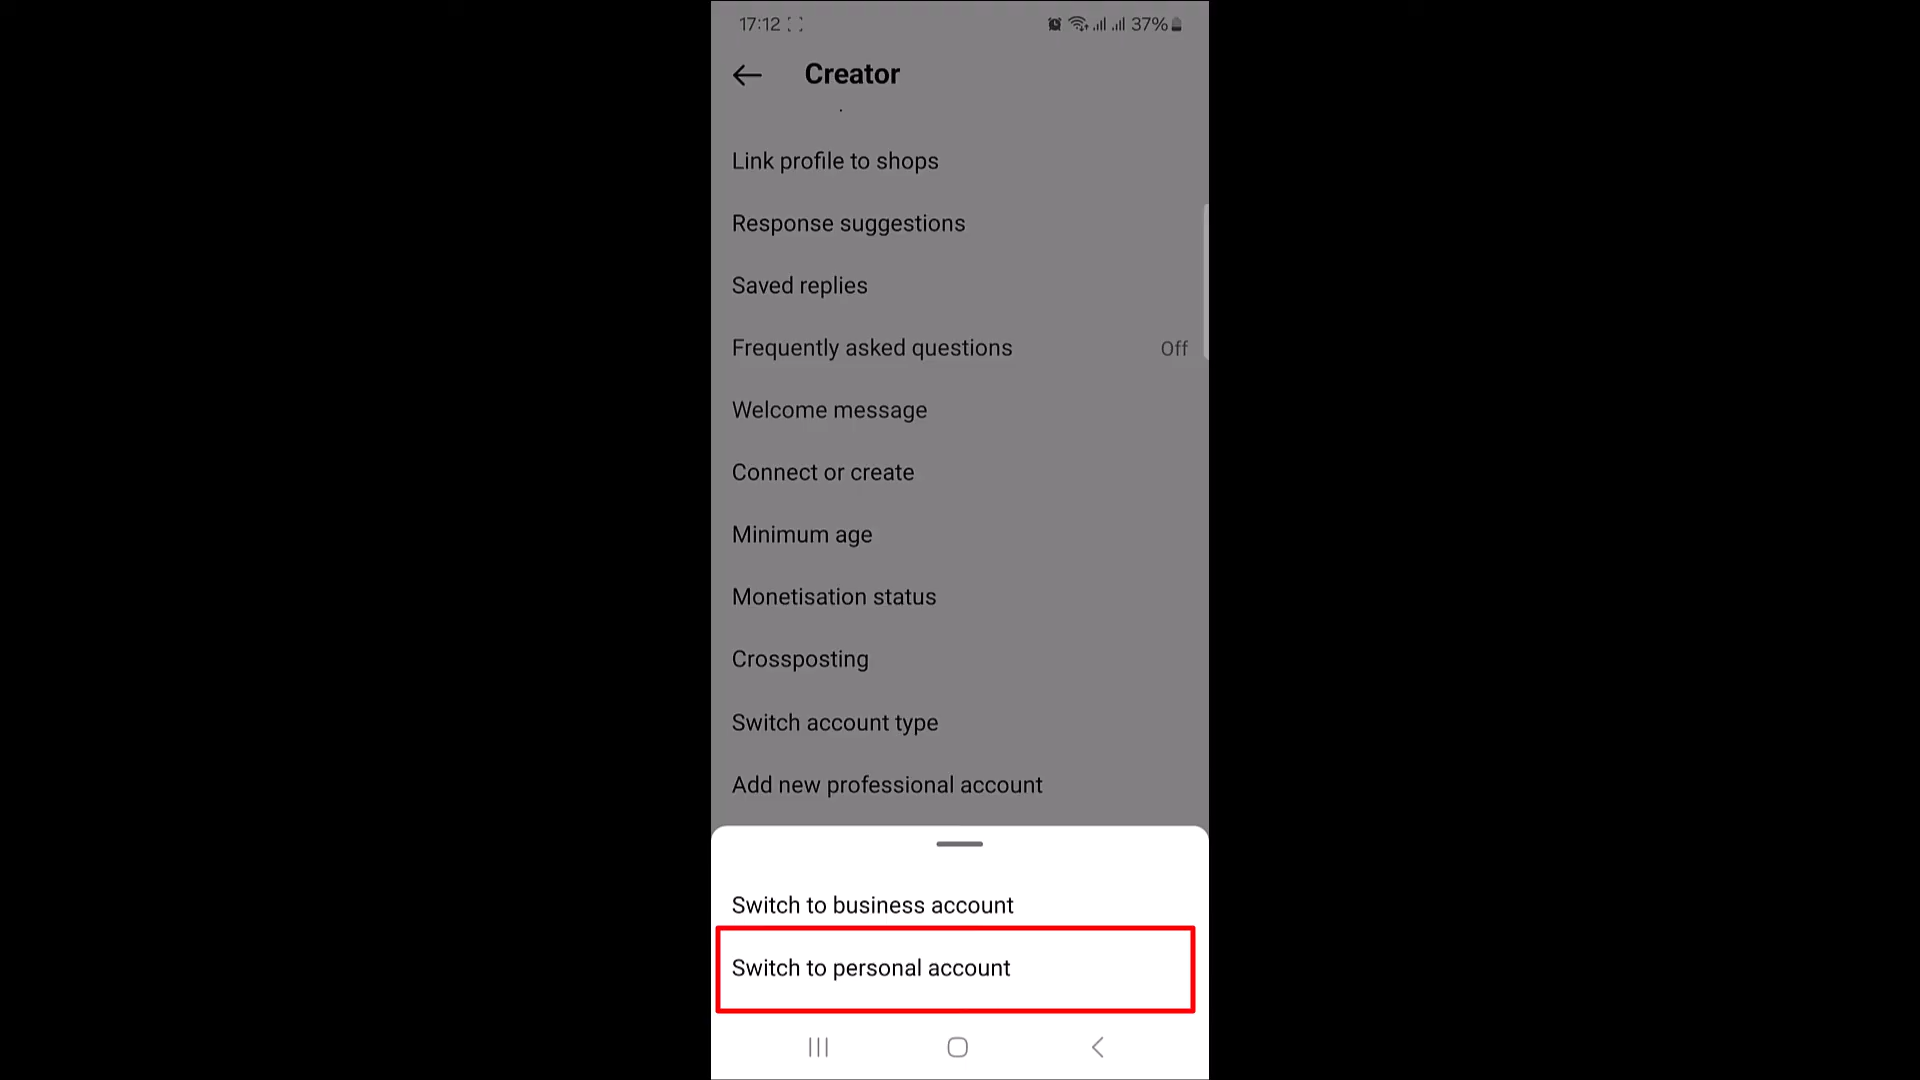 17:12 37%
Creator
Link profile to shops
Response suggestions
Saved replies
Frequently asked questions Off
Welcome message
Connect or create
Minimum age
Monetisation status
Crossposting
Switch account type
Add new professional account
Switch to business account
Switch to personal account